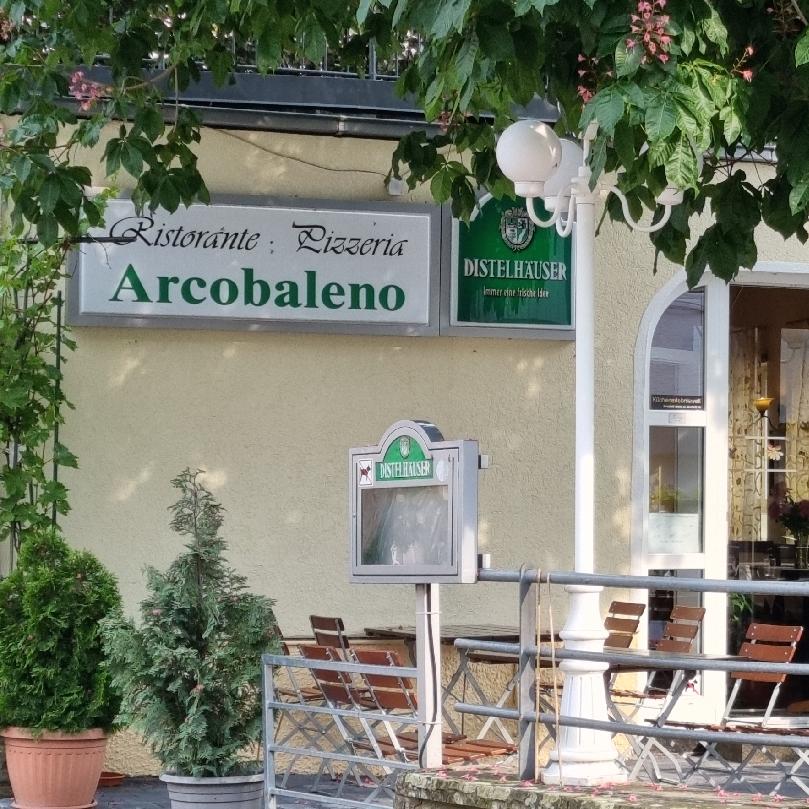 Ristorante Pizzeria
Arcobaleno
DISTELHÄUSER
immer eine frische Idee
DISTELHÄUSER